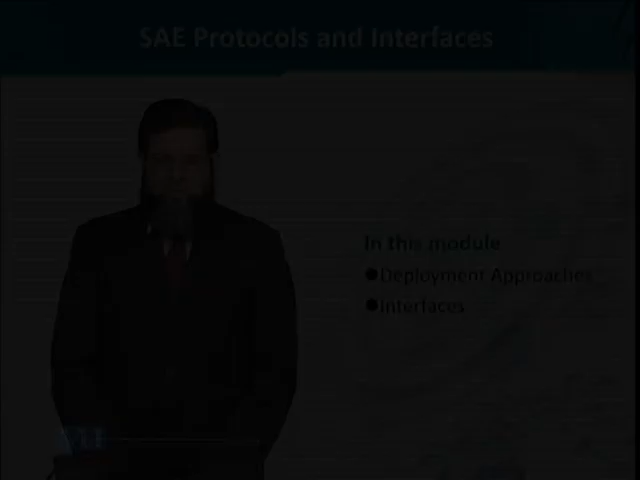 SAE Protocols and Interfaces
In this module
●Deployment Approaches
●Interfaces